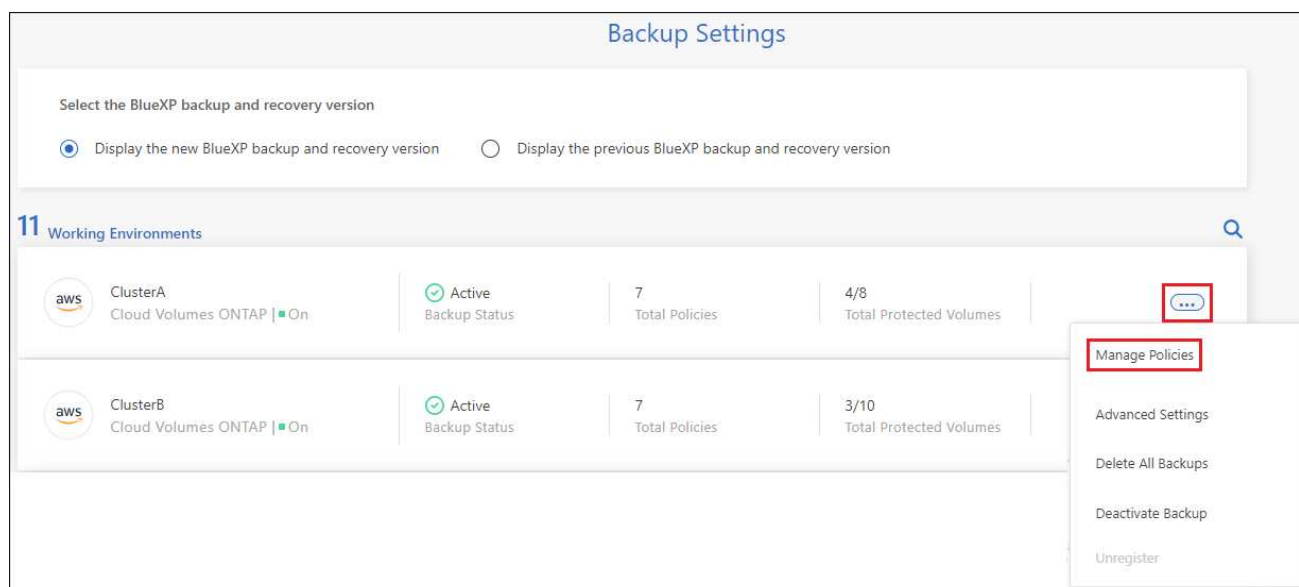 Backup Settings
Select the BlueXP backup and recovery version
Display the new BlueXP backup and recovery version
Display the previous BlueXP backup and recovery version
11 Working Environments
aws
ClusterA
Cloud Volumes ONTAP | On
Active
Backup Status
7
Total Policies
4/8
Total Protected Volumes
...
Manage Policies
aws
ClusterB
Cloud Volumes ONTAP | On
Active
Backup Status
7
Total Policies
3/10
Total Protected Volumes
Advanced Settings
Delete All Backups
Deactivate Backup
Unregister